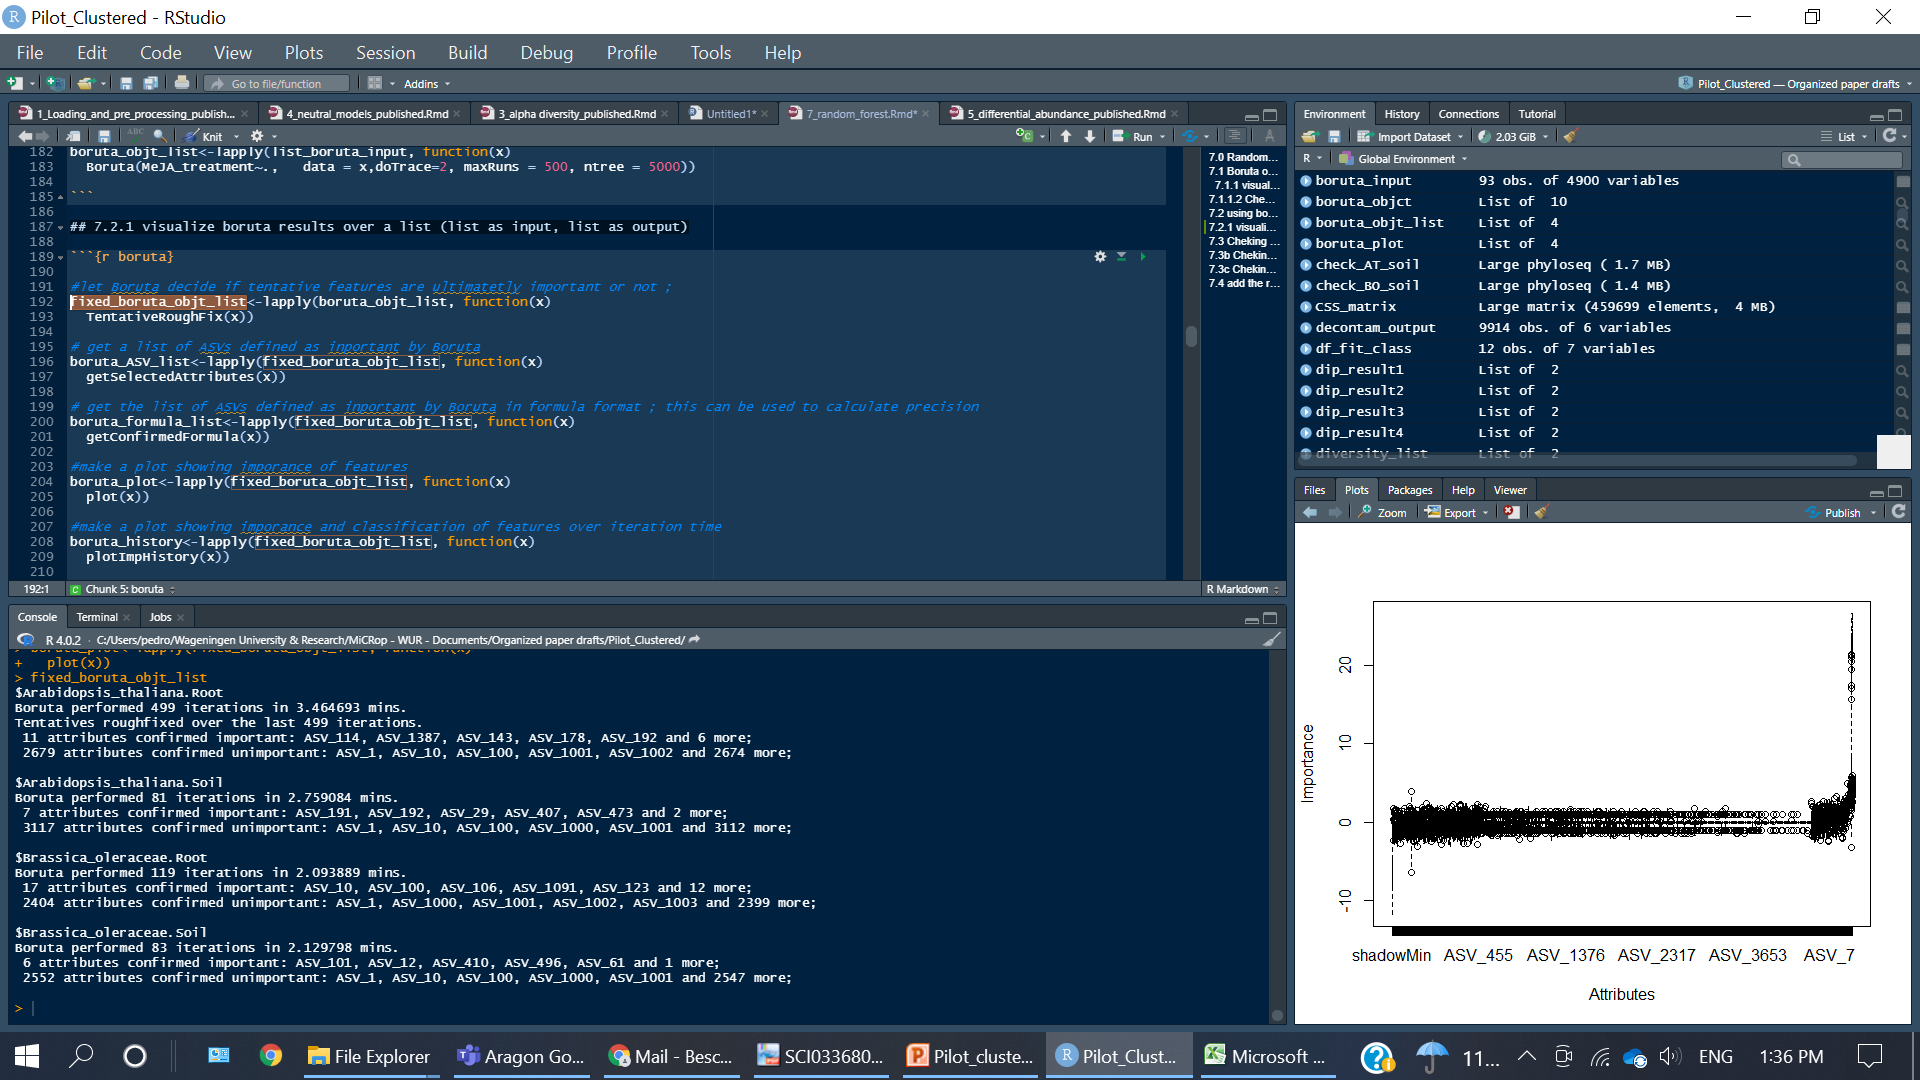 Pilot_Clustered - RStudio
File Edit Code View Plots Session Build Debug Profile Tools Help
Go to file/function Addins Pilot_Clustered — Organized paper drafts
1_Loading_and_pre_processing_publish... 4_neutral_models_published.Rmd 3_alpha diversity_published.Rmd Untitled1* 7_random_forest.Rmd* 5_differential_abundance_published.Rmd
ABC Knit Run
182 boruta_objt_list<-lapply(list_boruta_input, function(x)
183 Boruta(MeJA_treatment~., data = x,doTrace=2, maxRuns = 500, ntree = 5000))
184
185 ```
186
187 ## 7.2.1 visualize boruta results over a list (list as input, list as output)
188
189 ```{r boruta}
190
191 #let Boruta decide if tentative features are ultimatetly important or not ;
192 fixed_boruta_objt_list<-lapply(boruta_objt_list, function(x)
193 TentativeRoughFix(x))
194
195 # get a list of ASVs defined as inportant by Boruta
196 boruta_ASV_list<-lapply(fixed_boruta_objt_list, function(x)
197 getSelectedAttributes(x))
198
199 # get the list of ASVs defined as inportant by Boruta in formula format ; this can be used to calculate precision
200 boruta_formula_list<-lapply(fixed_boruta_objt_list, function(x)
201 getConfirmedFormula(x))
202
203 #make a plot showing imporance of features
204 boruta_plot<-lapply(fixed_boruta_objt_list, function(x)
205 plot(x))
206
207 #make a plot showing imporance and classification of features over iteration time
208 boruta_history<-lapply(fixed_boruta_objt_list, function(x)
209 plotImpHistory(x))
210
192:1 Chunk 5: boruta R Markdown
7.0 Random...
7.1 Boruta o...
7.1.1 visual...
7.1.1.2 Che...
7.2 using bo...
7.2.1 visuali...
7.3 Cheking ...
7.3b Chekin...
7.3c Chekin...
7.4 add the r...
Console Terminal Jobs
R 4.0.2 · C:/Users/pedro/Wageningen University & Research/MiCRop - WUR - Documents/Organized paper drafts/Pilot_Clustered/
> boruta_plot<-lapply(fixed_boruta_objt_list, function(x)
+ plot(x))
> fixed_boruta_objt_list
$Arabidopsis_thaliana.Root
Boruta performed 499 iterations in 3.464693 mins.
Tentatives roughfixed over the last 499 iterations.
11 attributes confirmed important: ASV_114, ASV_1387, ASV_143, ASV_178, ASV_192 and 6 more;
2679 attributes confirmed unimportant: ASV_1, ASV_10, ASV_100, ASV_1001, ASV_1002 and 2674 more;
$Arabidopsis_thaliana.Soil
Boruta performed 81 iterations in 2.759084 mins.
7 attributes confirmed important: ASV_191, ASV_192, ASV_29, ASV_407, ASV_473 and 2 more;
3117 attributes confirmed unimportant: ASV_1, ASV_10, ASV_100, ASV_1000, ASV_1001 and 3112 more;
$Brassica_oleraceae.Root
Boruta performed 119 iterations in 2.093889 mins.
17 attributes confirmed important: ASV_10, ASV_100, ASV_106, ASV_1091, ASV_123 and 12 more;
2404 attributes confirmed unimportant: ASV_1, ASV_1000, ASV_1001, ASV_1002, ASV_1003 and 2399 more;
$Brassica_oleraceae.Soil
Boruta performed 83 iterations in 2.129798 mins.
6 attributes confirmed important: ASV_101, ASV_12, ASV_410, ASV_496, ASV_61 and 1 more;
2552 attributes confirmed unimportant: ASV_1, ASV_10, ASV_100, ASV_1000, ASV_1001 and 2547 more;
>
Environment History Connections Tutorial
Import Dataset 2.03 GiB List
R Global Environment
boruta_input 93 obs. of 4900 variables
boruta_objct List of 10
boruta_objt_list List of 4
boruta_plot List of 4
check_AT_soil Large phyloseq ( 1.7 MB)
check_BO_soil Large phyloseq ( 1.4 MB)
CSS_matrix Large matrix (459699 elements, 4 MB)
decontam_output 9914 obs. of 6 variables
df_fit_class 12 obs. of 7 variables
dip_result1 List of 2
dip_result2 List of 2
dip_result3 List of 2
dip_result4 List of 2
diversity_list List of 2
Files Plots Packages Help Viewer
Zoom Export Publish
Importance
20
10
0
-10
shadowMin ASV_455 ASV_1376 ASV_2317 ASV_3653 ASV_7
Attributes
File Explorer Aragon Go... Mail - Besc... SCI033680... Pilot_cluste... Pilot_Clust... Microsoft ... 11... ENG 1:36 PM